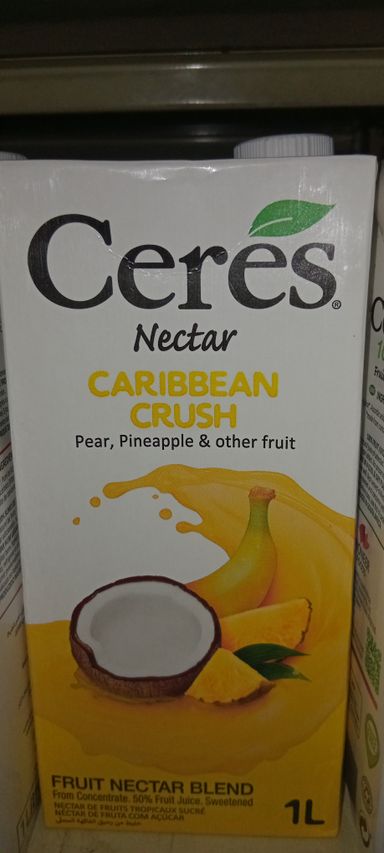 Ceres®
Nectar
CARIBBEAN
CRUSH
Pear, Pineapple & other fruit
FRUIT NECTAR BLEND
From Concentrate. 50% Fruit Juice. Sweetened
NECTAR DE FRUITS TROPICAUX SUCRÉ
NÉCTAR DE FRUTA COM AÇÚCAR
1L